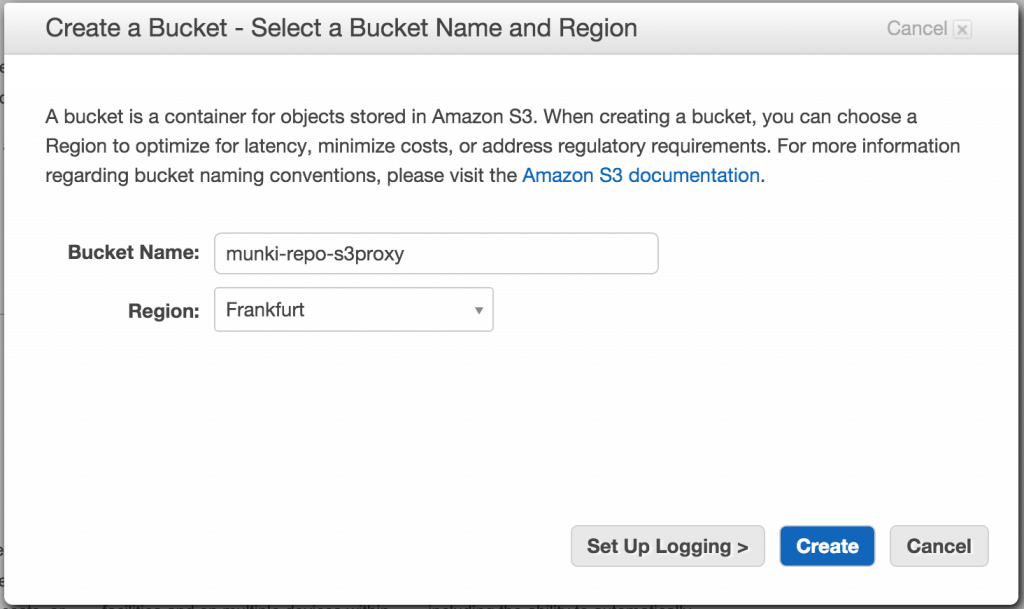 Create a Bucket - Select a Bucket Name and Region
Cancel
A bucket is a container for objects stored in Amazon S3. When creating a bucket, you can choose a
Region to optimize for latency, minimize costs, or address regulatory requirements. For more information
regarding bucket naming conventions, please visit the Amazon S3 documentation.
Bucket Name: munki-repo-s3proxy
Region: Frankfurt
Set Up Logging > Create Cancel